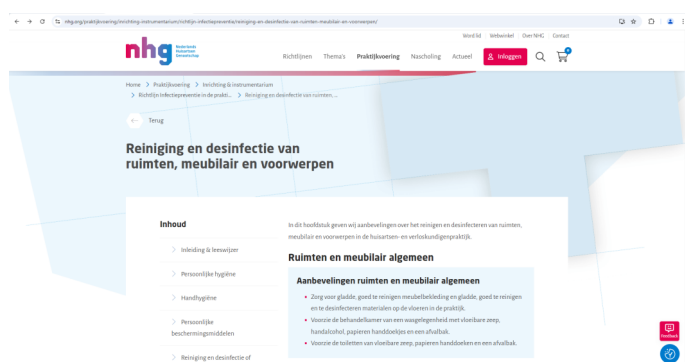 nhg.org/praktijkvoering/inrichting-instrumentarium/richtlijn-infectiepreventie/reiniging-en-desinfectie-van-ruimten-meubilair-en-voorwerpen/
Word lid Webwinkel Over NHG Contact
nhg Nederlands
Huisartsen
Genootschap
Richtlijnen Thema's Praktijkvoering Nascholing Actueel Inloggen
Home > Praktijkvoering > Inrichting & instrumentarium
> Richtlijn Infectiepreventie in de prakti... > Reiniging en desinfectie van ruimten, ...
Terug
Reiniging en desinfectie van
ruimten, meubilair en voorwerpen
Inhoud
Inleiding & leeswijzer
Persoonlijke hygiëne
Handhygiëne
Persoonlijke
beschermingsmiddelen
Reiniging en desinfectie of
In dit hoofdstuk geven wij aanbevelingen over het reinigen en desinfecteren van ruimten,
meubilair en voorwerpen in de huisartsen- en verloskundigenpraktijk.
Ruimten en meubilair algemeen
Aanbevelingen ruimten en meubilair algemeen
• Zorg voor gladde, goed te reinigen meubelbekleding en gladde, goed te reinigen
en te desinfecteren materialen op de vloeren in de praktijk.
• Voorzie de behandelkamer van een wasgelegenheid met vloeibare zeep,
handalcohol, papieren handdoekjes en een afvalbak.
• Voorzie de toiletten van vloeibare zeep, papieren handdoeken en een afvalbak.
Feedback